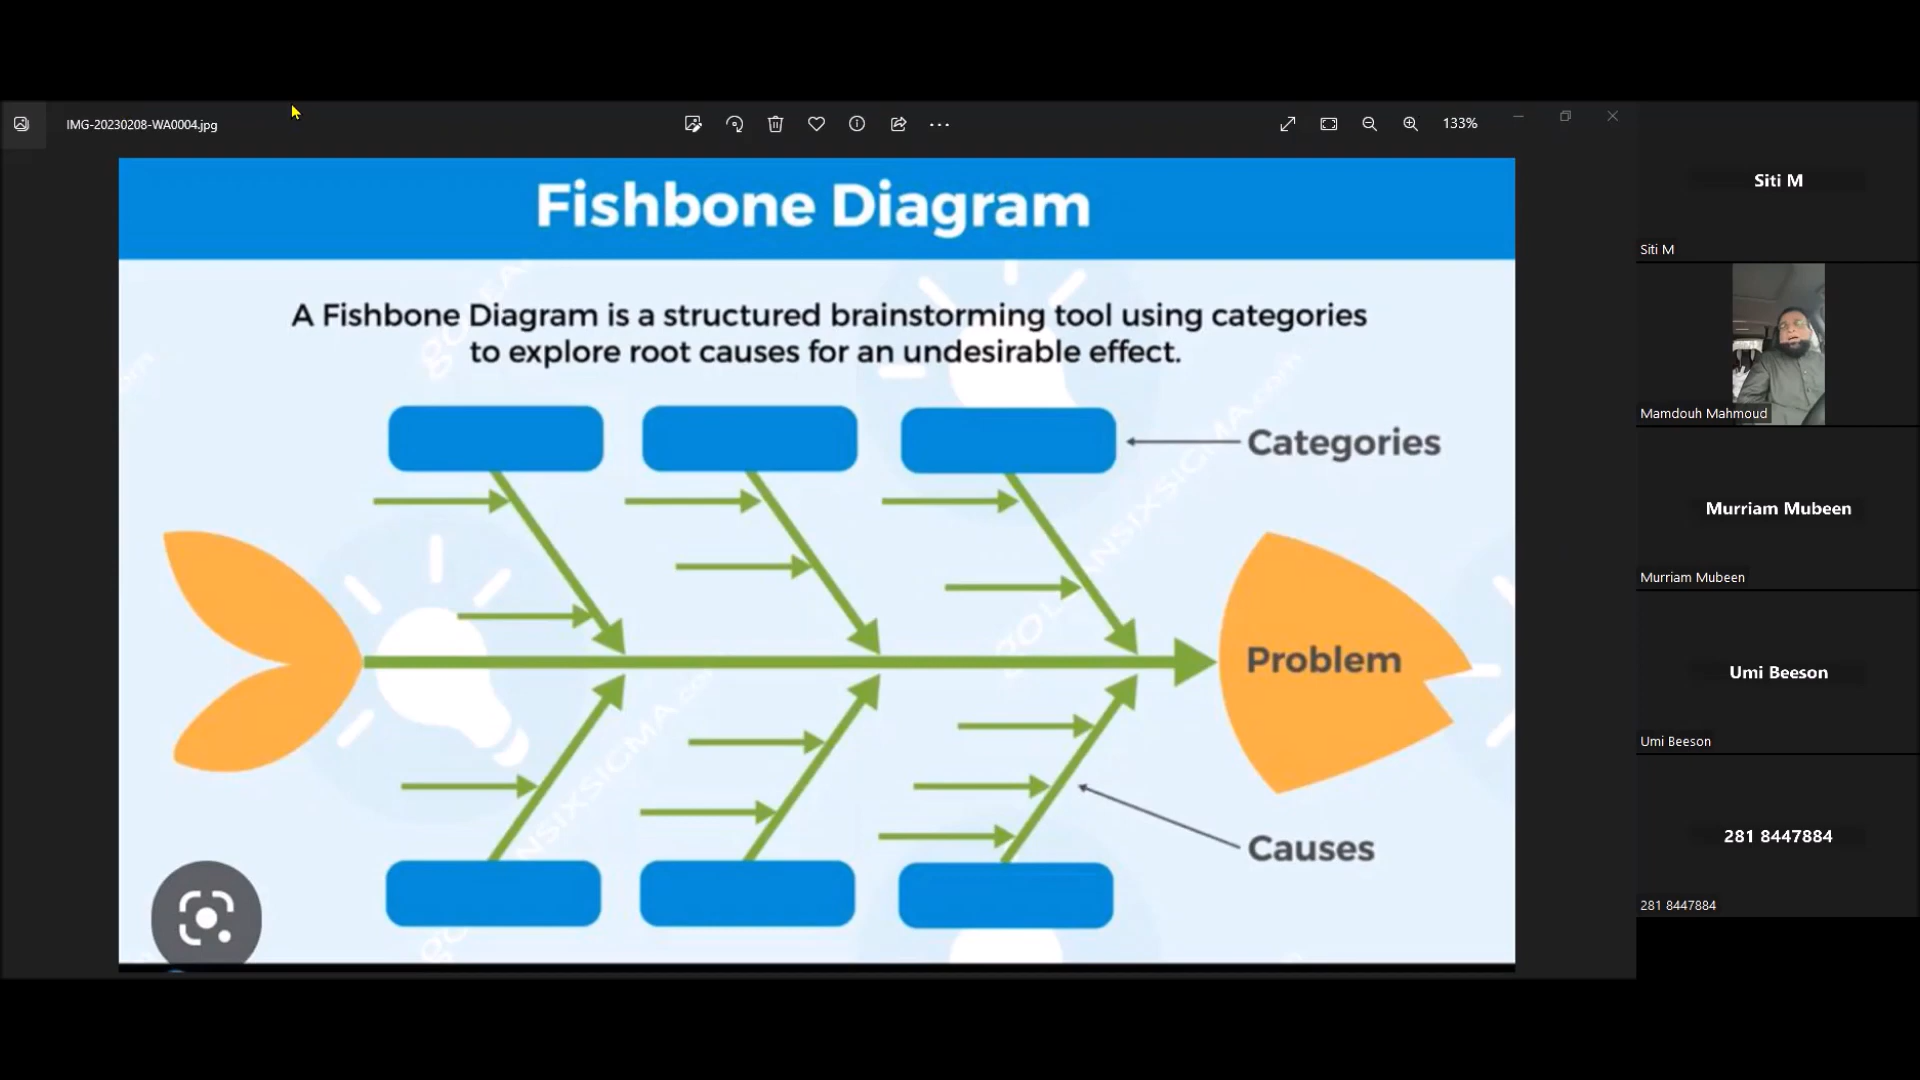 IMG-20230208-WA0004.jpg
133%
Fishbone Diagram
A Fishbone Diagram is a structured brainstorming tool using categories
to explore root causes for an undesirable effect.
Categories
Problem
Causes
Siti M
Siti M
Mamdouh Mahmoud
Murriam Mubeen
Murriam Mubeen
Umi Beeson
Umi Beeson
281 8447884
281 8447884